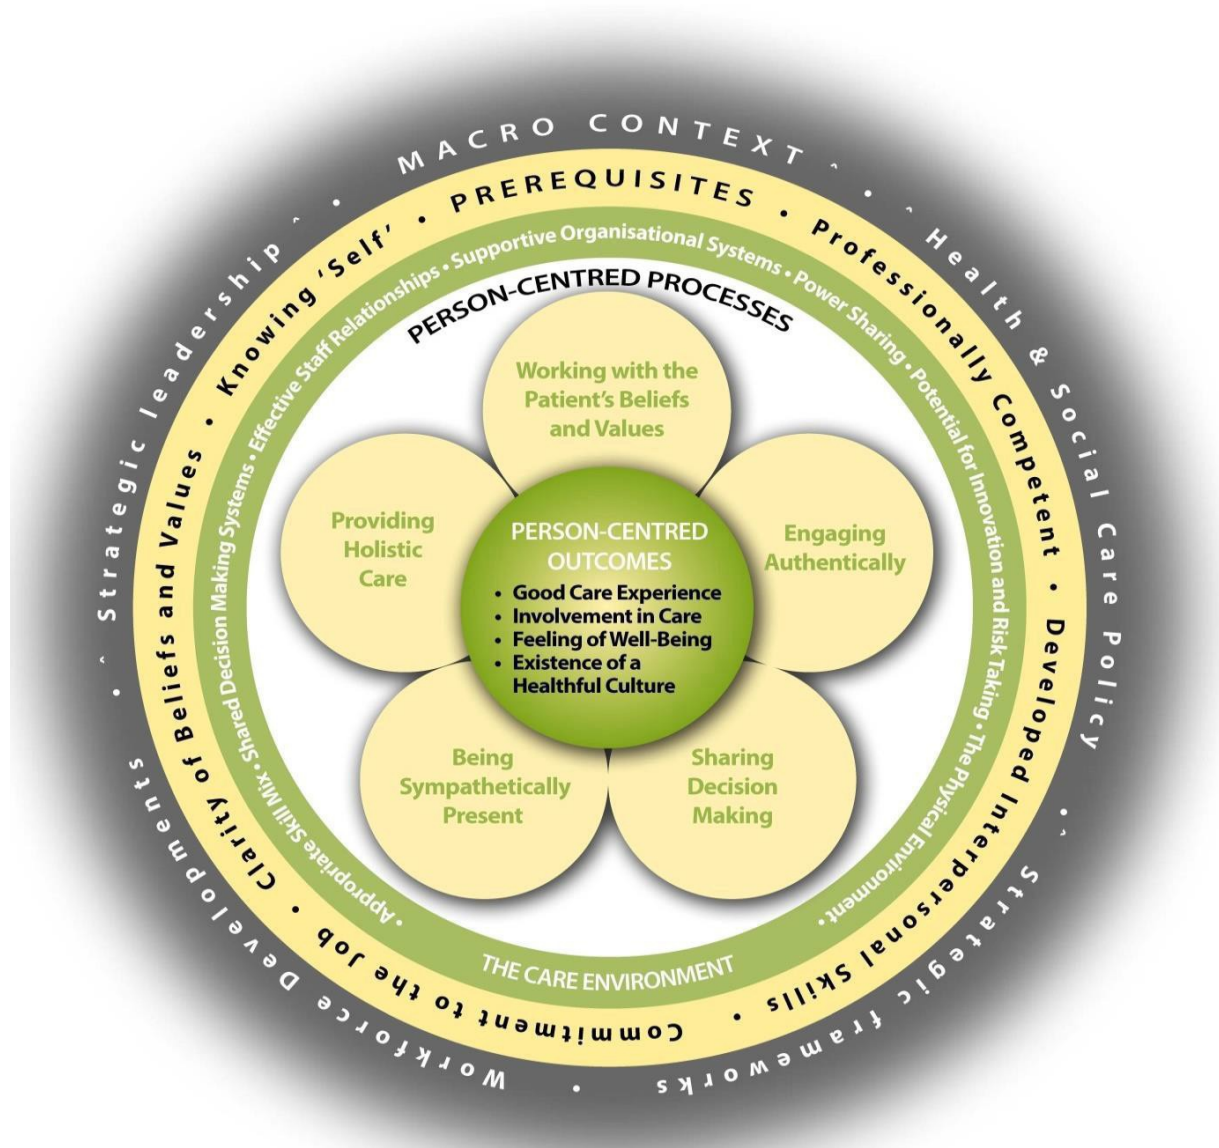 MACRO CONTEXT
Health & Social Care Policy
Strategic frameworks
Workforce Developments
Strategic leadership
PREREQUISITES
Professionally Competent
Developed Interpersonal Skills
Commitment to the Job
Clarity of Beliefs and Values
Knowing ‘Self’
THE CARE ENVIRONMENT
• Appropriate Skill Mix • Shared Decision Making Systems • Effective Staff Relationships • Supportive Organisational Systems • Power Sharing • Potential for Innovation and Risk Taking • The Physical Environment •
PERSON-CENTRED PROCESSES
Working with the
Patient’s Beliefs
and Values
Engaging
Authentically
Sharing
Decision
Making
Being
Sympathetically
Present
Providing
Holistic
Care
PERSON-CENTRED
OUTCOMES
• Good Care Experience
• Involvement in Care
• Feeling of Well-Being
• Existence of a
Healthful Culture